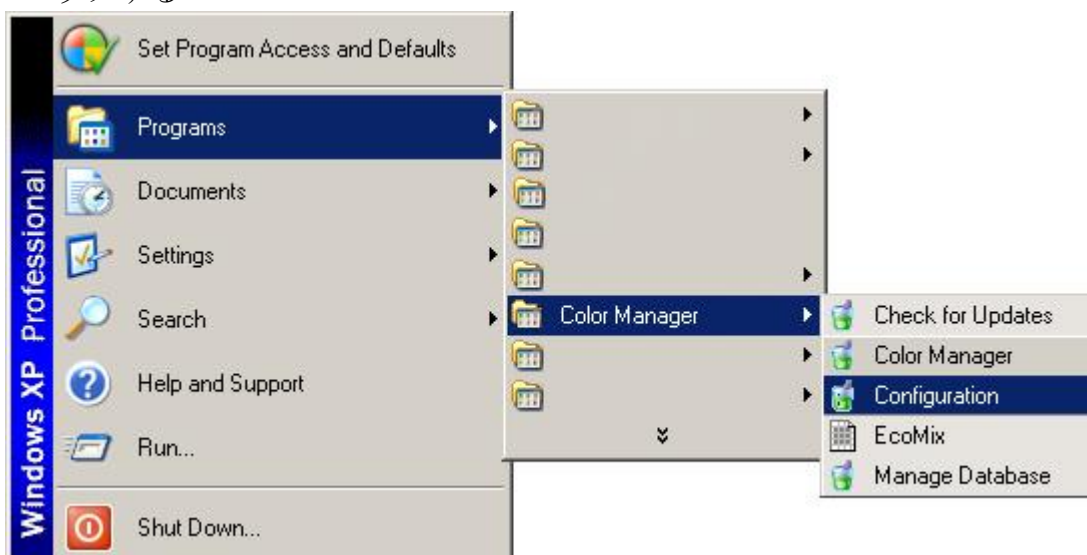 Set Program Access and Defaults
Programs
Documents
Settings
Search
Help and Support
Run...
Shut Down...
Windows XP Professional
Color Manager
Check for Updates
Color Manager
Configuration
EcoMix
Manage Database